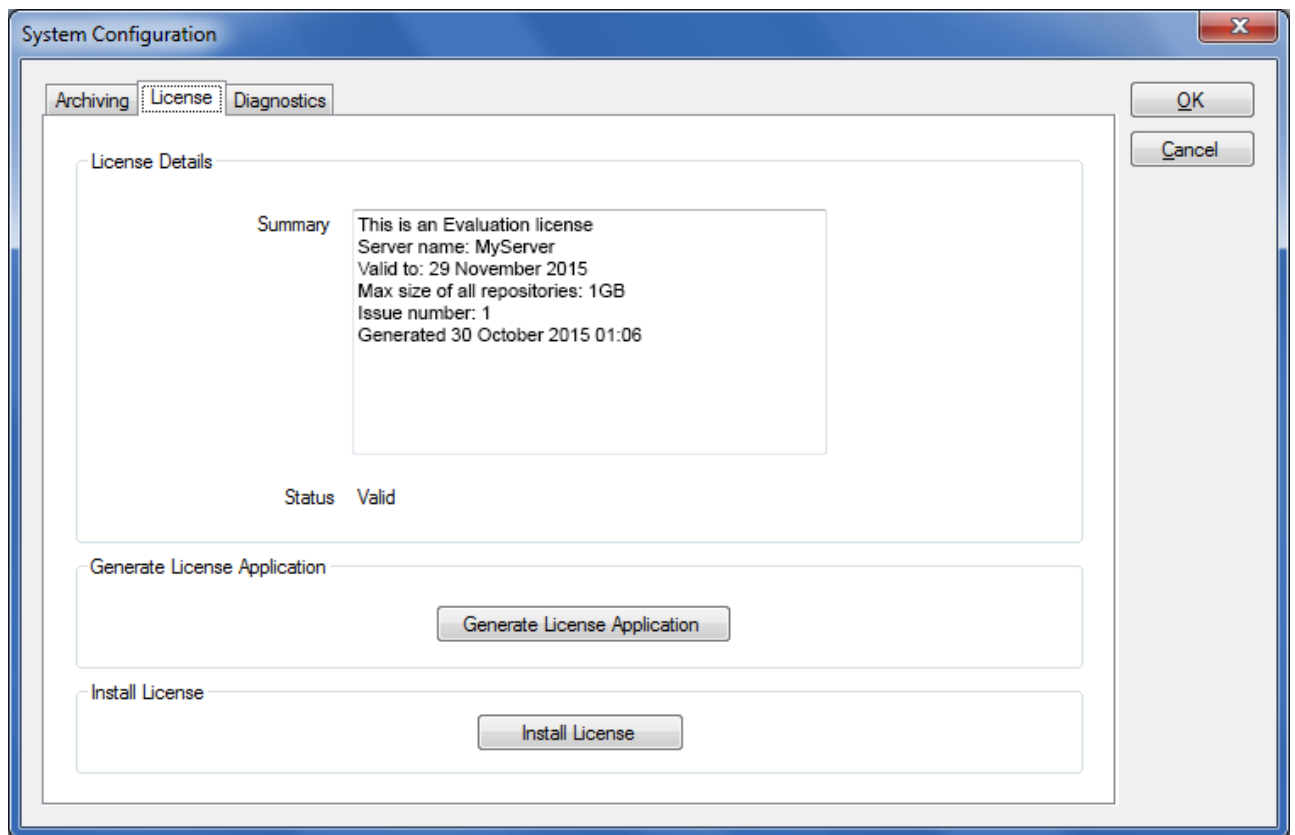 System Configuration
Archiving License Diagnostics
OK
Cancel
License Details
Summary
This is an Evaluation license
Server name: MyServer
Valid to: 29 November 2015
Max size of all repositories: 1GB
Issue number: 1
Generated 30 October 2015 01:06
Status Valid
Generate License Application
Generate License Application
Install License
Install License